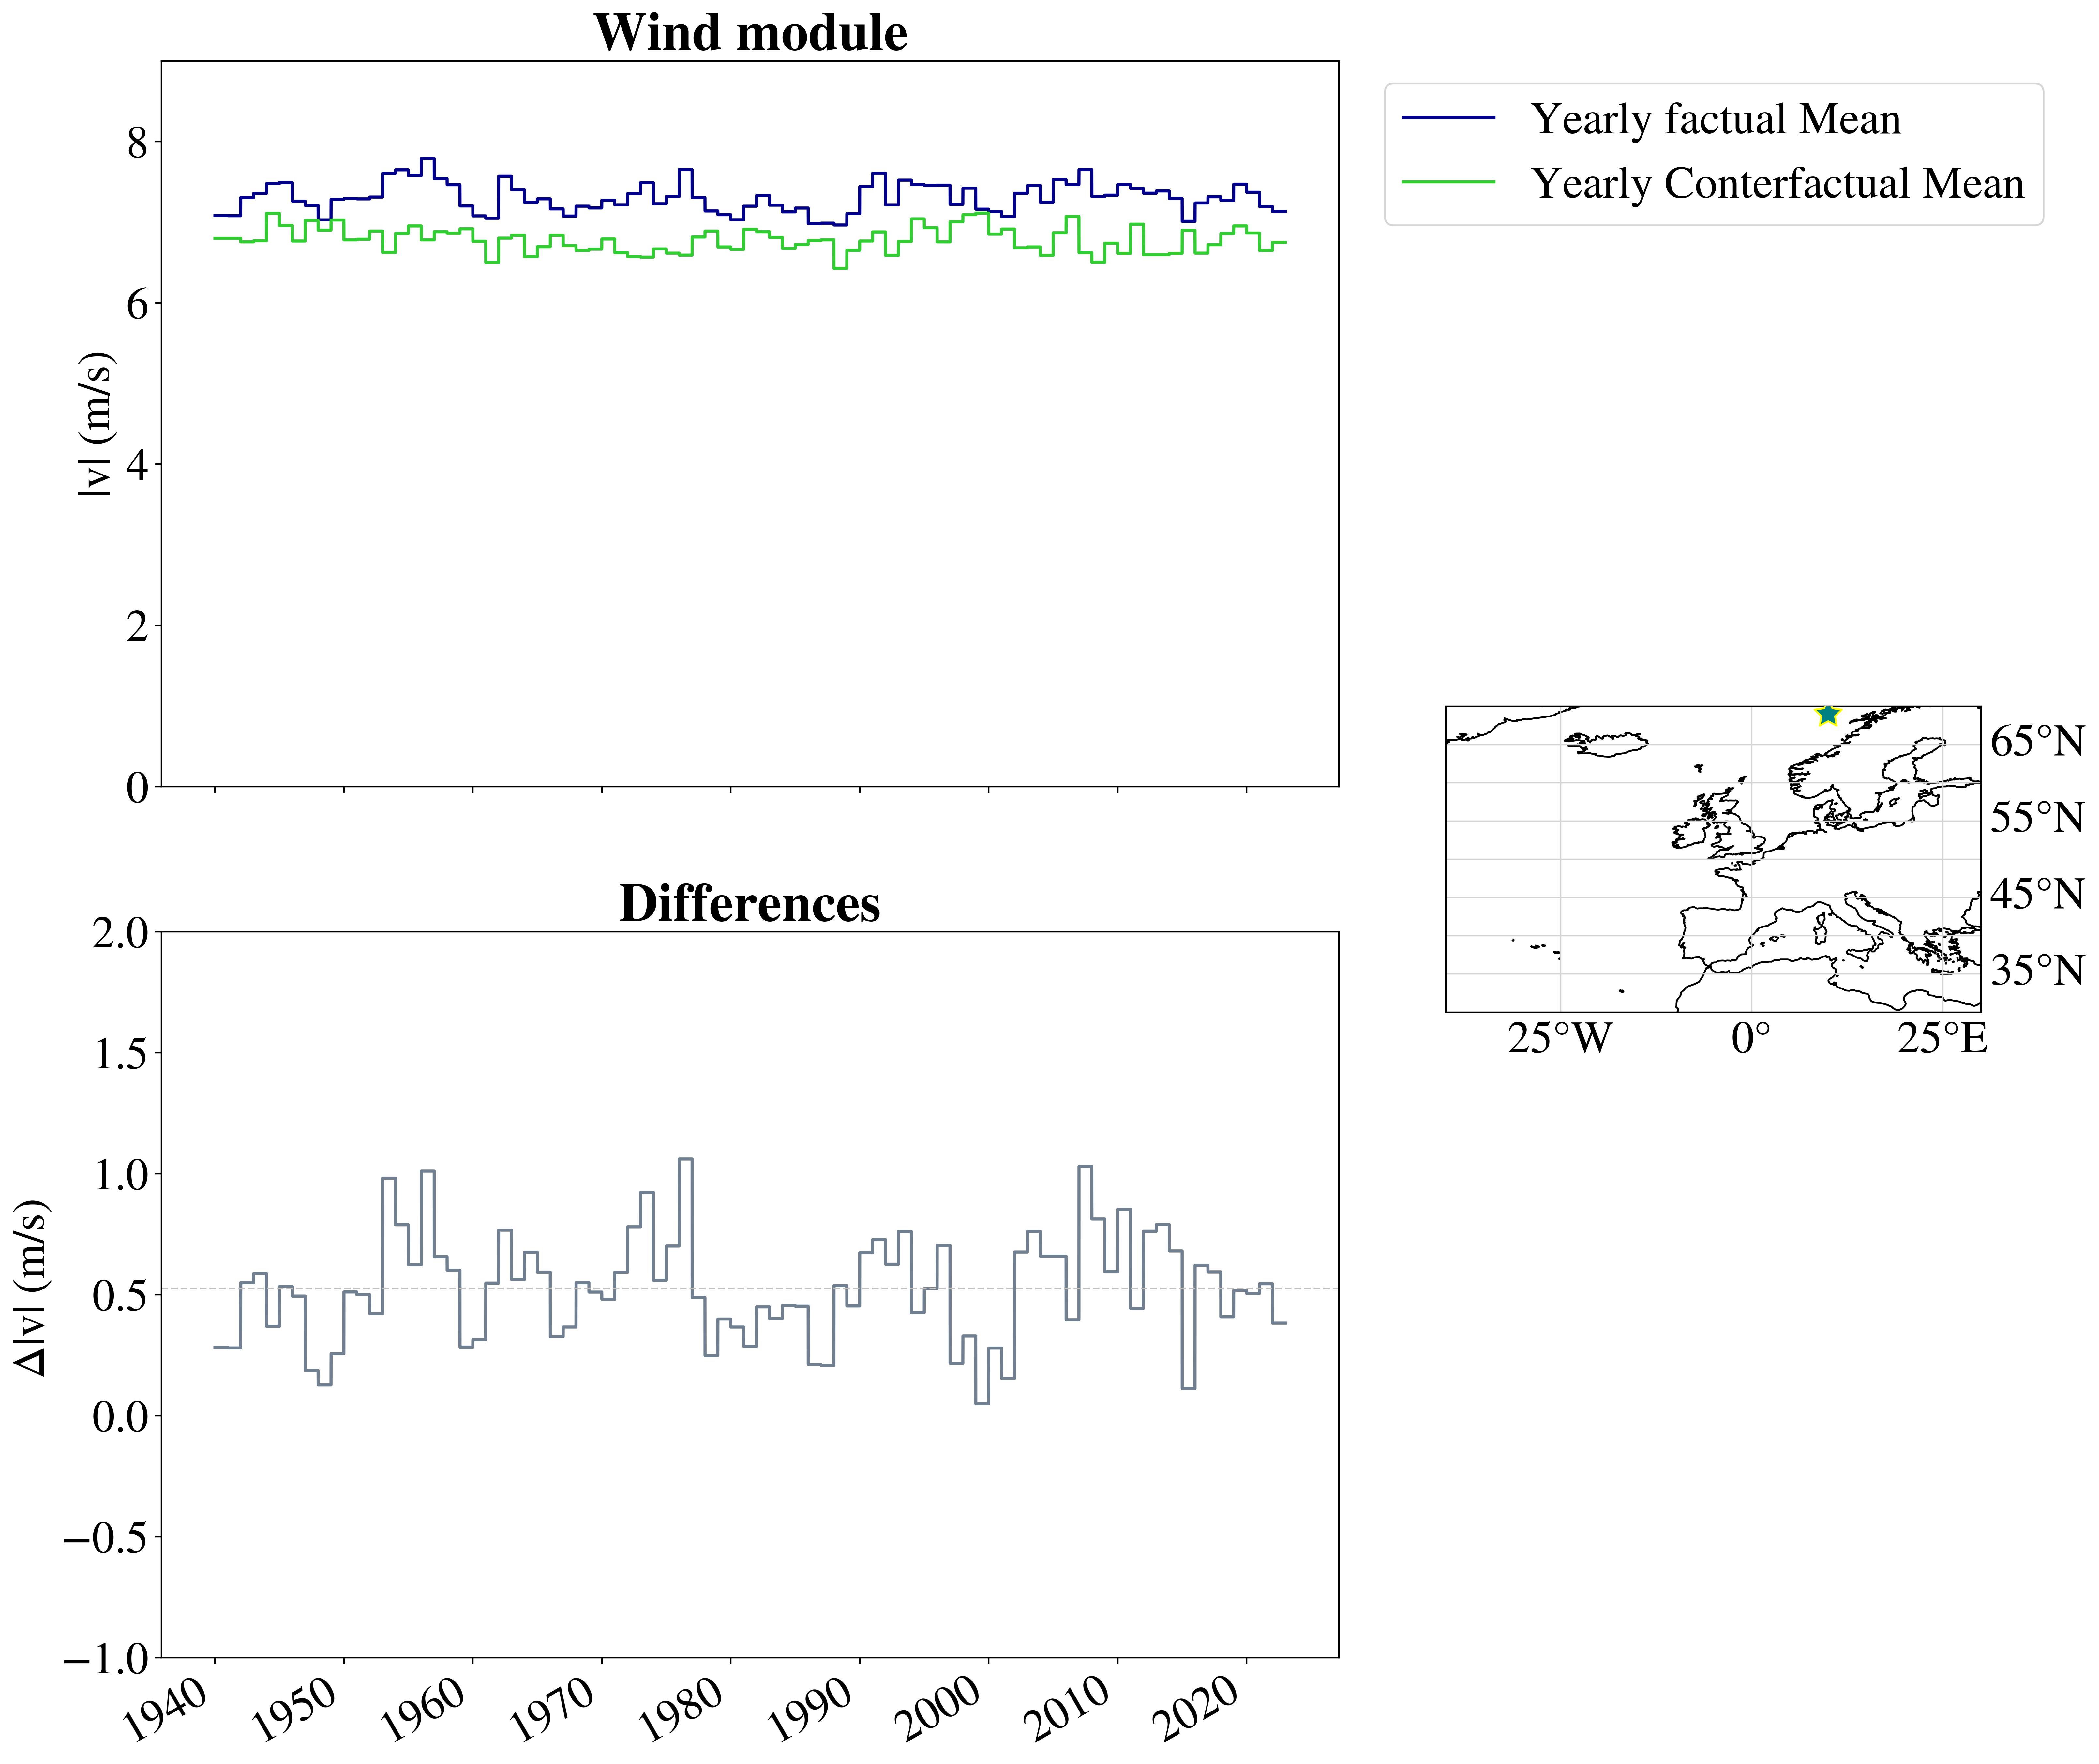 Wind module
8
6
4
2
0
|v| (m/s)
Yearly factual Mean
Yearly Conterfactual Mean
65°N
55°N
45°N
35°N
25°W 0° 25°E
Differences
2.0
1.5
1.0
0.5
0.0
−0.5
−1.0
Δ|v| (m/s)
1940 1950 1960 1970 1980 1990 2000 2010 2020